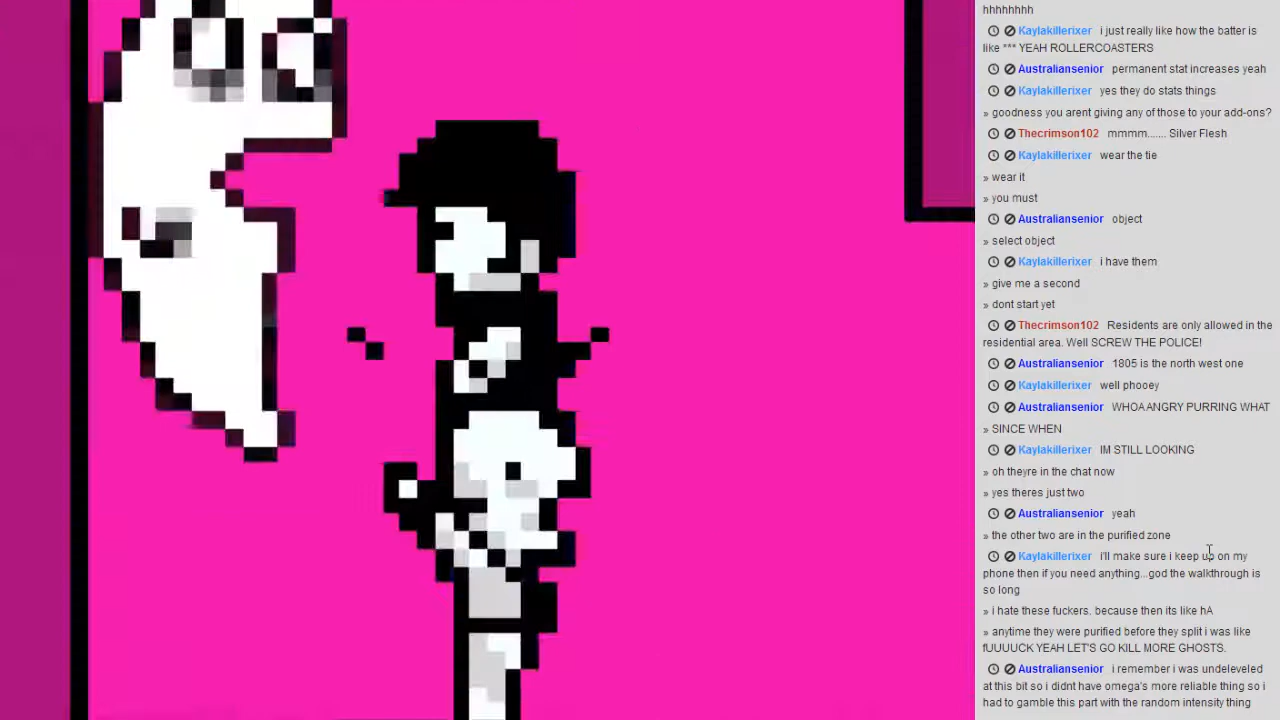 hhhhhhhh
Kaylakillerixer i just really like how the batter is
like *** YEAH ROLLERCOASTERS
Australiansenior permanent stat increases yeah
Kaylakillerixer yes they do stats things
» goodness you arent giving any of those to your add-ons?
Thecrimson102 mmmm...... Silver Flesh
Kaylakillerixer wear the tie
» wear it
» you must
Australiansenior object
» select object
Kaylakillerixer i have them
» give me a second
» dont start yet
Thecrimson102 Residents are only allowed in the
residential area. Well SCREW THE POLICE!
Australiansenior 1805 is the north west one
Kaylakillerixer well phooey
Australiansenior WHOA ANGRY PURRING WHAT
» SINCE WHEN
Kaylakillerixer IM STILL LOOKING
» oh theyre in the chat now
» yes theres just two
Australiansenior yeah
» the other two are in the purified zone
Kaylakillerixer i'll make sure i keep up on my
phone then if you need anything...god the walkthrough is
so long
» i hate these fuckers. because then its like hA
» anytime they were purified before the update i was like
fUUUUCK YEAH LET'S GO KILL MORE GHOSTS.
Australiansenior i remember i was undeleveled
at this bit so i didnt have omega's more reliable thing so i
had to gamble this part with the random intensity thing